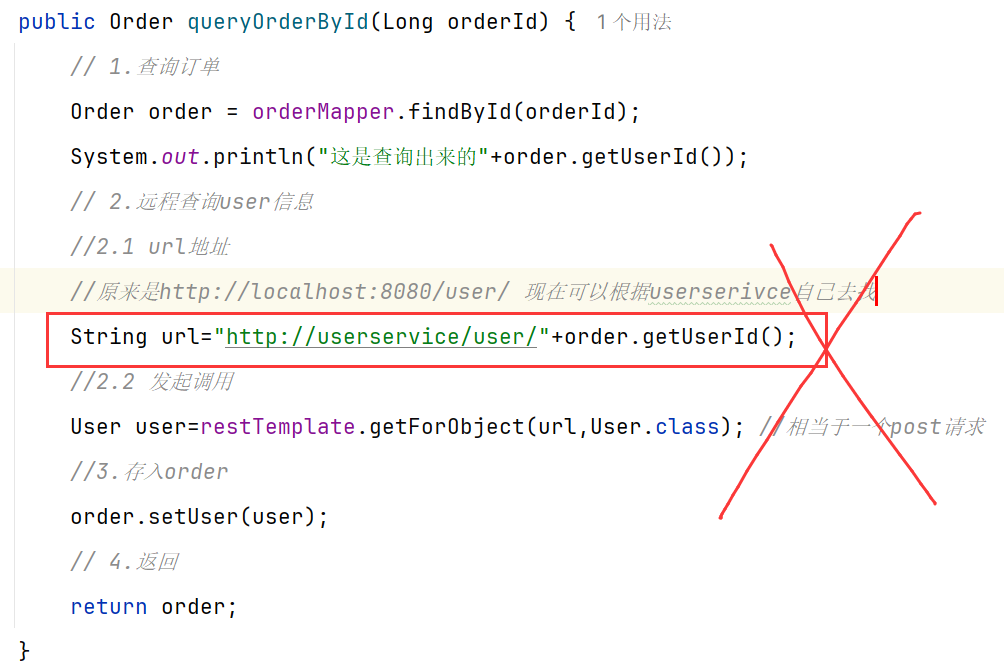 public Order queryOrderById(Long orderId) { 1个用法
// 1.查询订单
Order order = orderMapper.findById(orderId);
System.out.println("这是查询出来的"+order.getUserId());
// 2.远程查询user信息
//2.1 url地址
//原来是http://localhost:8080/user/ 现在可以根据userserivce自己去找
String url="http://userservice/user/"+order.getUserId();
//2.2 发起调用
User user=restTemplate.getForObject(url,User.class); //相当于一个post请求
//3.存入order
order.setUser(user);
// 4.返回
return order;
}